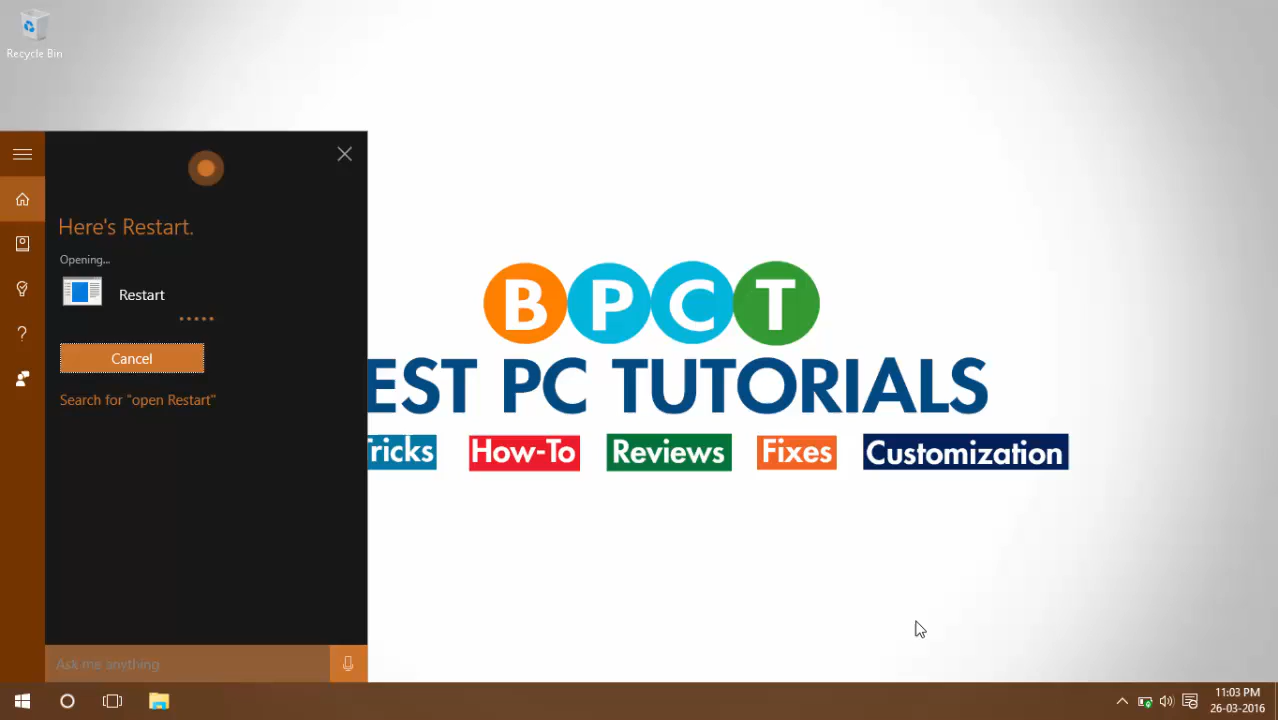 Recycle Bin
Here's Restart.
Opening...
Restart
Cancel
Search for "open Restart"
Ask me anything
B P C T
EST PC TUTORIALS
Tricks How-To Reviews Fixes Customization
11:03 PM
26-03-2016